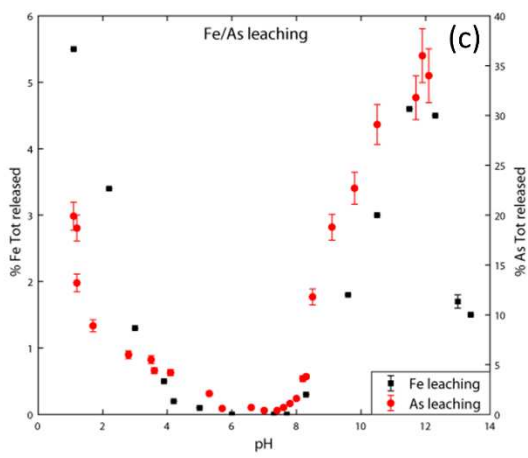 Fe/As leaching
(c)
% Fe Tot released
6
5
4
3
2
1
0
40
35
30
25
20
15
10
5
0
% As Tot released
0 2 4 6 8 10 12 14
pH
Fe leaching
As leaching